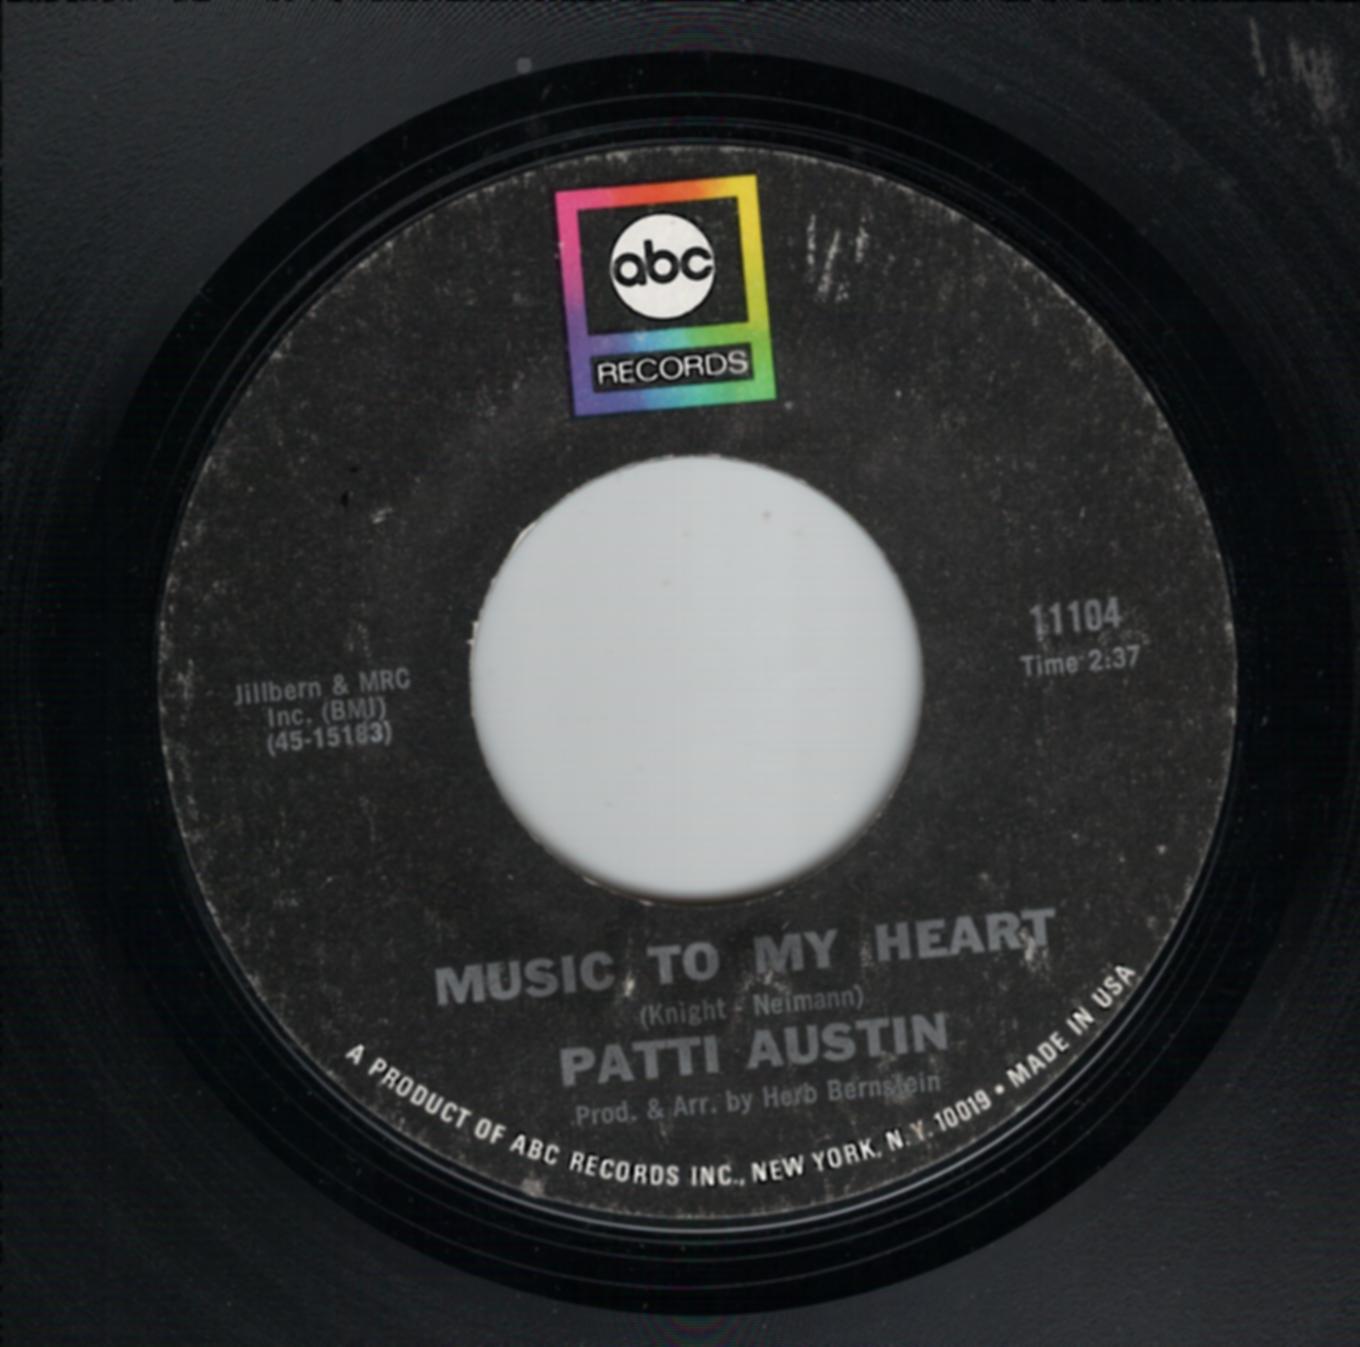 abc
RECORDS
11104
Time 2:37
Jillbern & MRC
Inc. (BMI)
(45-15183)
MUSIC TO MY HEART
(Knight - Neimann)
PATTI AUSTIN
Prod. & Arr. by Herb Bernstein
A PRODUCT OF ABC RECORDS INC., NEW YORK, N.Y. 10019 • MADE IN USA